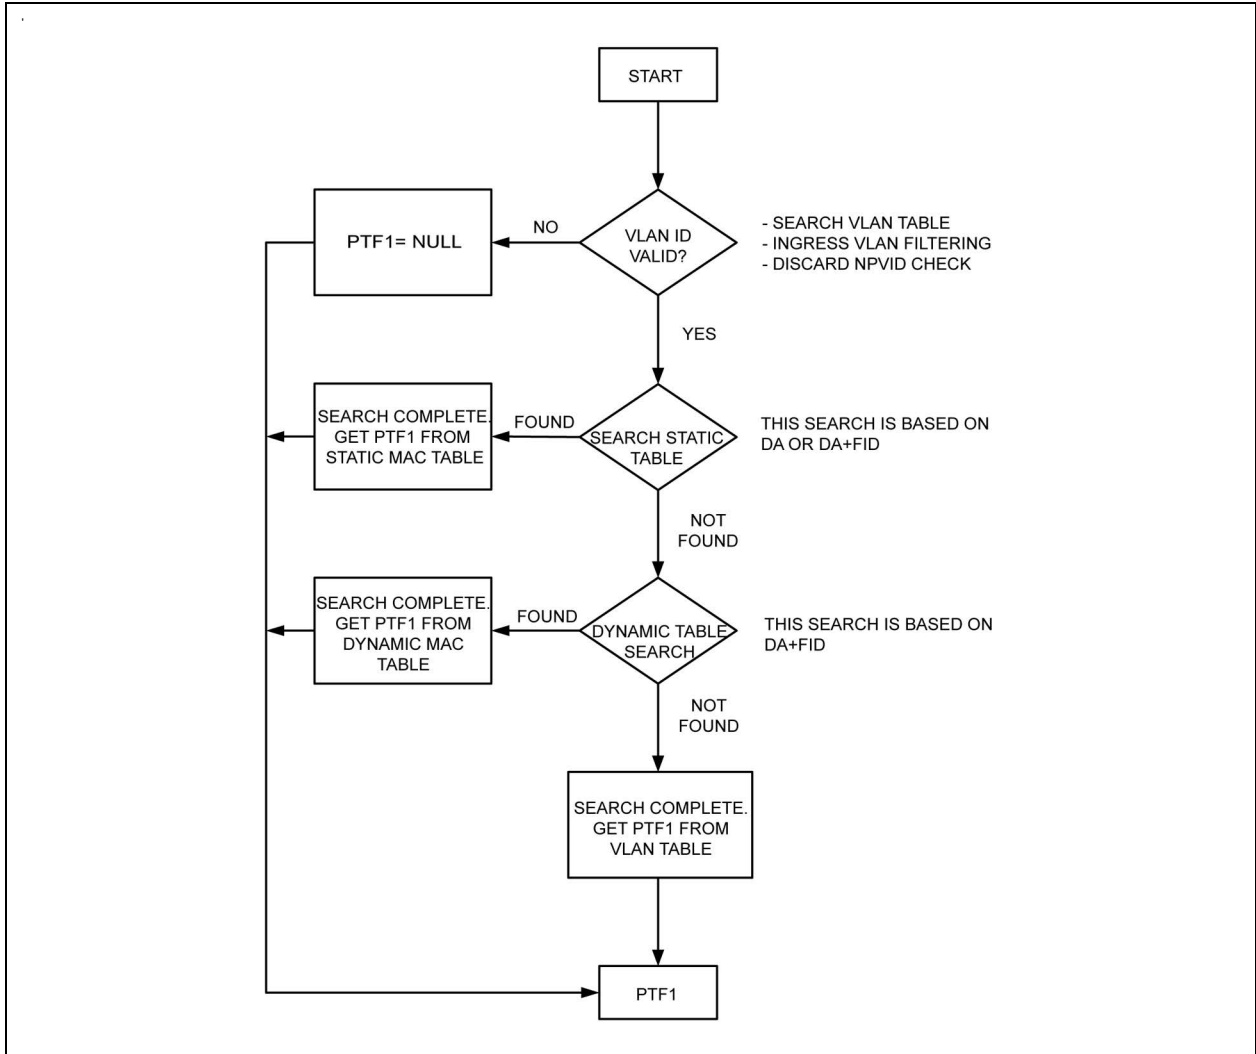 START
NO
PTF1= NULL
VLAN ID
VALID?
- SEARCH VLAN TABLE
- INGRESS VLAN FILTERING
- DISCARD NPVID CHECK
YES
SEARCH COMPLETE.
GET PTF1 FROM
STATIC MAC TABLE
FOUND
SEARCH STATIC
TABLE
THIS SEARCH IS BASED ON
DA OR DA+FID
NOT
FOUND
SEARCH COMPLETE.
GET PTF1 FROM
DYNAMIC MAC
TABLE
FOUND
DYNAMIC TABLE
SEARCH
THIS SEARCH IS BASED ON
DA+FID
NOT
FOUND
SEARCH COMPLETE.
GET PTF1 FROM
VLAN TABLE
PTF1